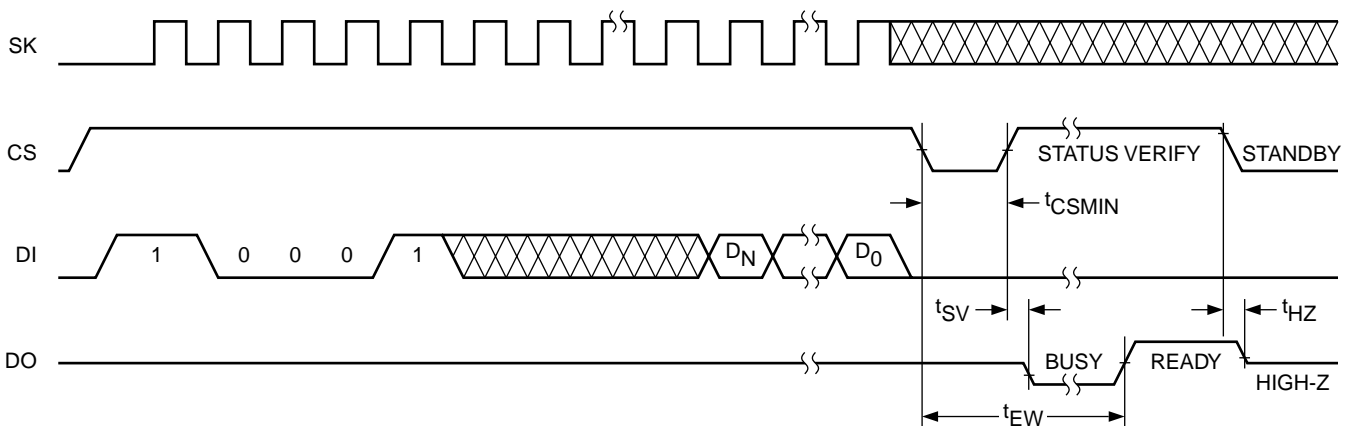 SK
CS
STATUS VERIFY
STANDBY
tCSMIN
DI
1
0
0
0
1
DN
D0
tSV
tHZ
DO
BUSY
READY
HIGH-Z
tEW